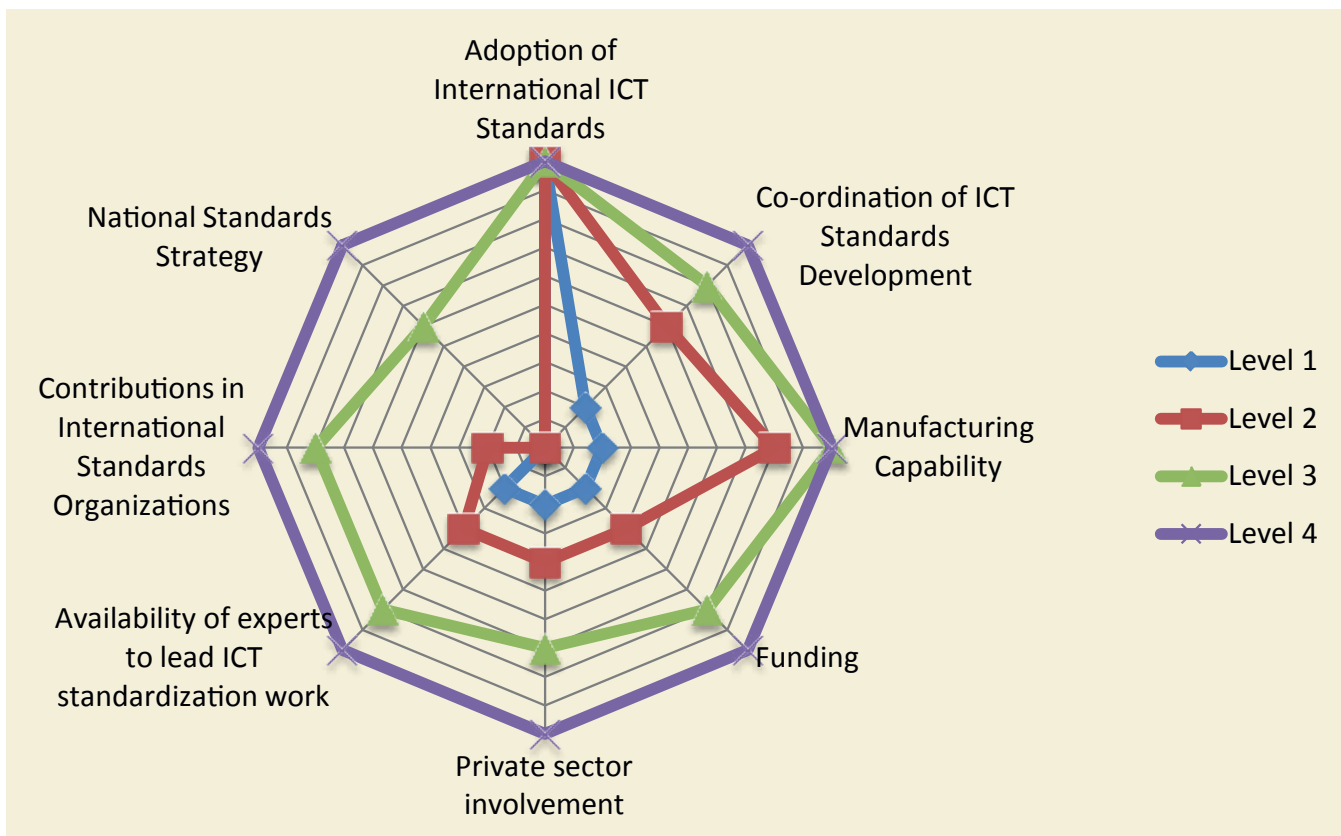 Adoption of
International ICT
Standards
Co-ordination of ICT
Standards
Development
Manufacturing
Capability
Funding
Private sector
involvement
Availability of experts
to lead ICT
standardization work
Contributions in
International
Standards
Organizations
National Standards
Strategy
Level 1
Level 2
Level 3
Level 4